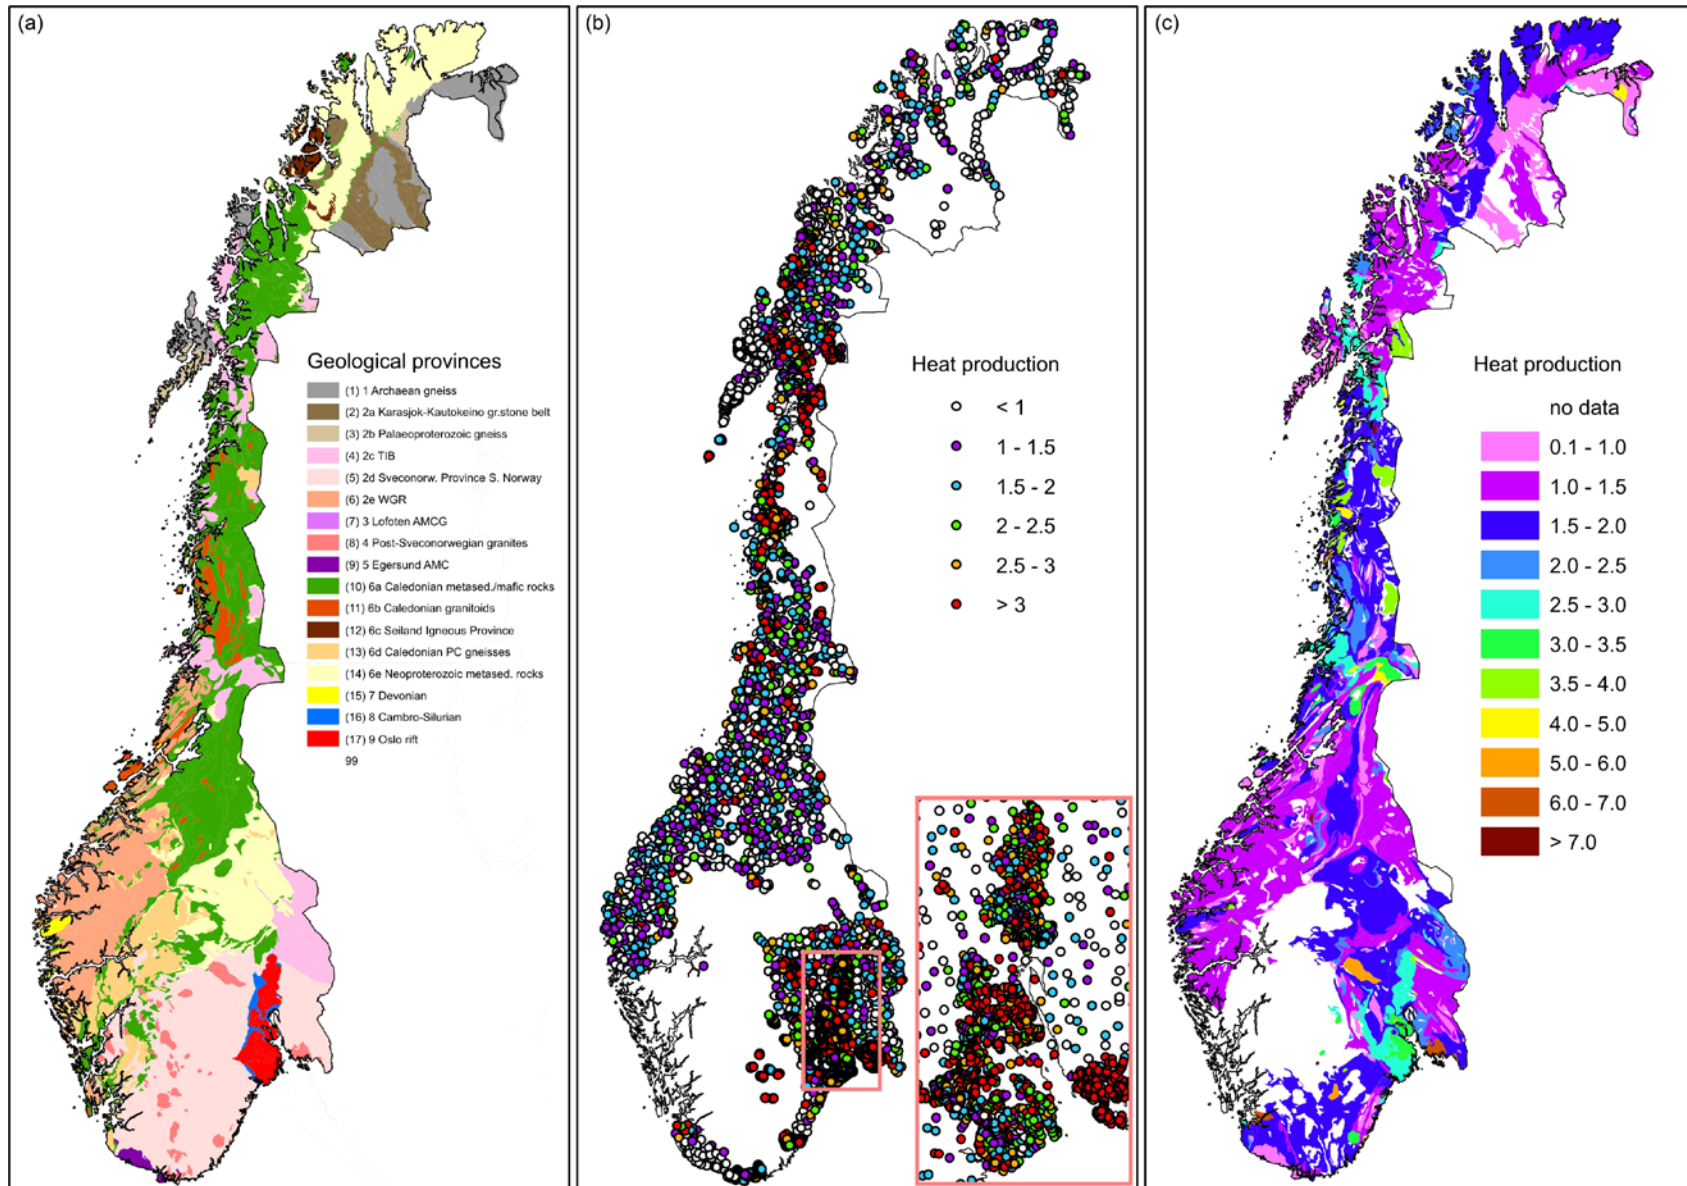 (a)
Geological provinces
(1) 1 Archaean gneiss
(2) 2a Karasjok-Kautokeino gr.stone belt
(3) 2b Palaeoproterozoic gneiss
(4) 2c TIB
(5) 2d Sveconorw. Province S. Norway
(6) 2e WGR
(7) 3 Lofoten AMCG
(8) 4 Post-Sveconorwegian granites
(9) 5 Egersund AMC
(10) 6a Caledonian metased./mafic rocks
(11) 6b Caledonian granitoids
(12) 6c Seiland Igneous Province
(13) 6d Caledonian PC gneisses
(14) 6e Neoproterozoic metased. rocks
(15) 7 Devonian
(16) 8 Cambro-Silurian
(17) 9 Oslo rift
99
(b)
Heat production
< 1
1 - 1.5
1.5 - 2
2 - 2.5
2.5 - 3
> 3
(c)
Heat production
no data
0.1 - 1.0
1.0 - 1.5
1.5 - 2.0
2.0 - 2.5
2.5 - 3.0
3.0 - 3.5
3.5 - 4.0
4.0 - 5.0
5.0 - 6.0
6.0 - 7.0
> 7.0